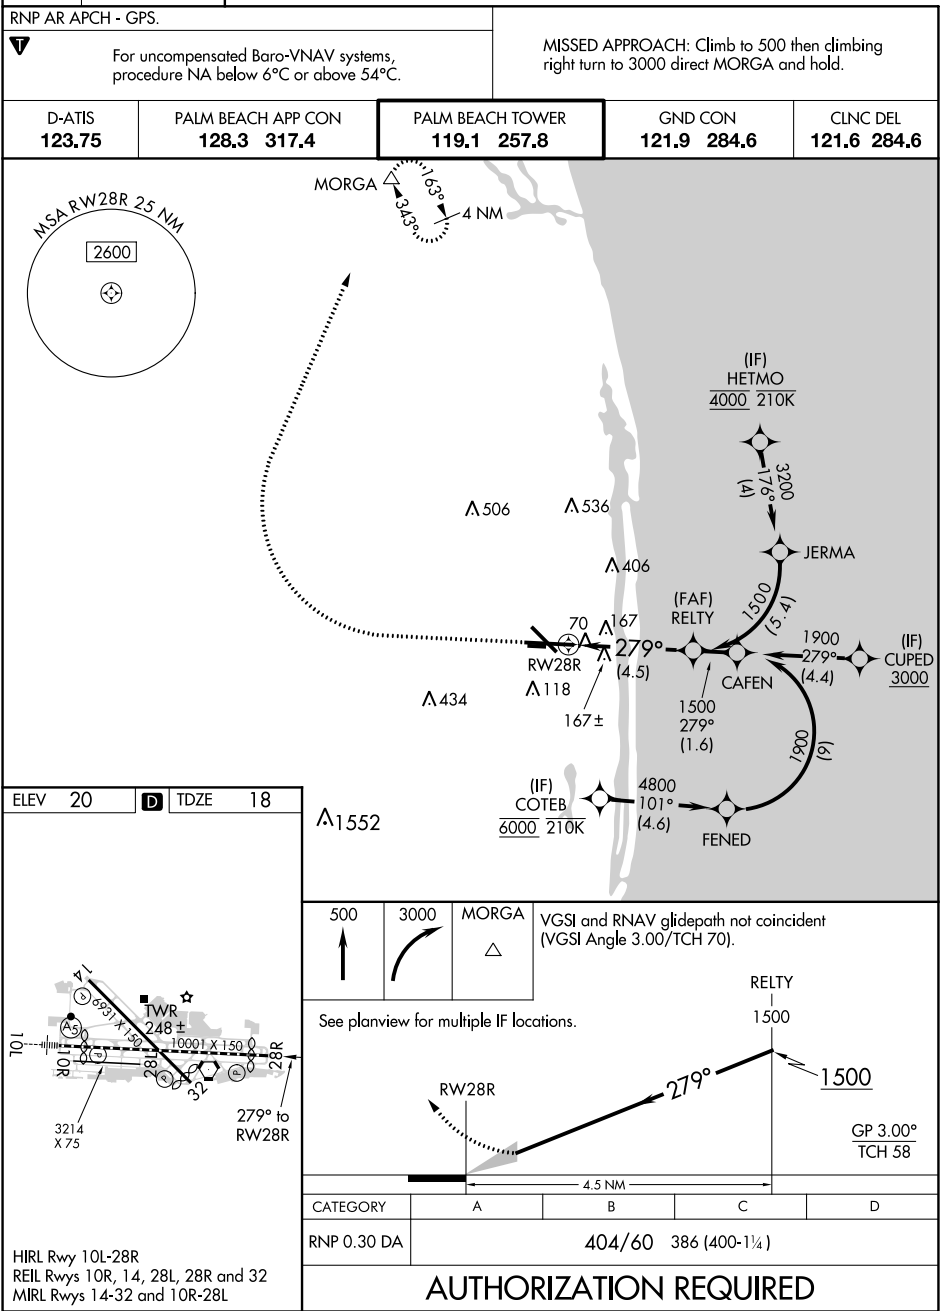 RNP AR APCH - GPS.
T
For uncompensated Baro-VNAV systems,
procedure NA below 6°C or above 54°C.
MISSED APPROACH: Climb to 500 then climbing
right turn to 3000 direct MORGA and hold.
D-ATIS
123.75
PALM BEACH APP CON
128.3 317.4
PALM BEACH TOWER
119.1 257.8
GND CON
121.9 284.6
CLNC DEL
121.6 284.6
MSA RW28R 25 NM
2600
MORGA
163°
343°
4 NM
(IF)
HETMO
4000 210K
3200
176°
(4)
JERMA
1500
(5.4)
506
536
406
(FAF)
RELTY
70
167
279°
(4.5)
RW28R
118
434
167 ±
1500
279°
(1.6)
CAFEN
1900
279°
(4.4)
(IF)
CUPED
3000
1900
(9)
(IF)
COTEB
6000 210K
4800
101°
(4.6)
FENED
1552
ELEV 20
D
TDZE 18
14
P
6931 X 150
TWR
248 ±
A5
10L
10R
P
28L
10001 X 150
28R
P
32
P
3214
X 75
279° to
RW28R
HIRL Rwy 10L-28R
REIL Rwys 10R, 14, 28L, 28R and 32
MIRL Rwys 14-32 and 10R-28L
500
3000
MORGA
VGSI and RNAV glidepath not coincident
(VGSI Angle 3.00/TCH 70).
See planview for multiple IF locations.
RELTY
1500
RW28R
279°
1500
GP 3.00°
TCH 58
4.5 NM
CATEGORY A B C D
RNP 0.30 DA 404/60 386 (400-1¼)
AUTHORIZATION REQUIRED